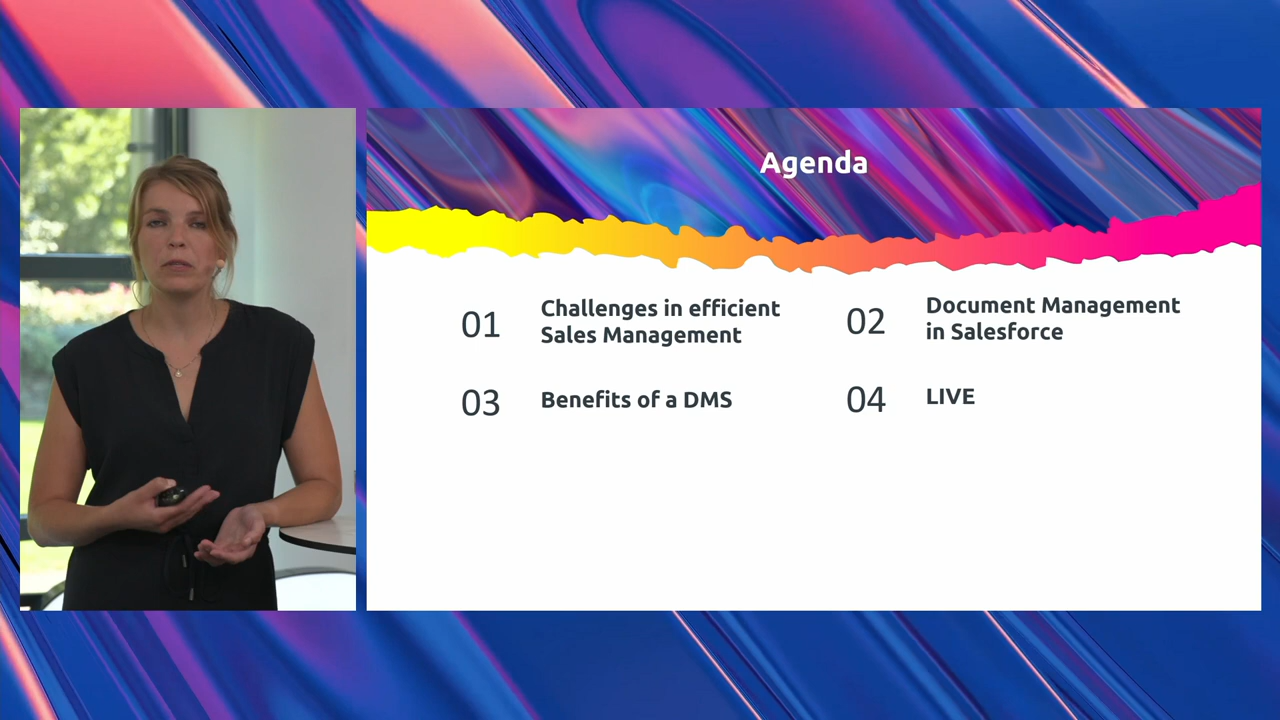 Agenda
01
Challenges in efficient
Sales Management
02
Document Management
in Salesforce
03
Benefits of a DMS
04
LIVE